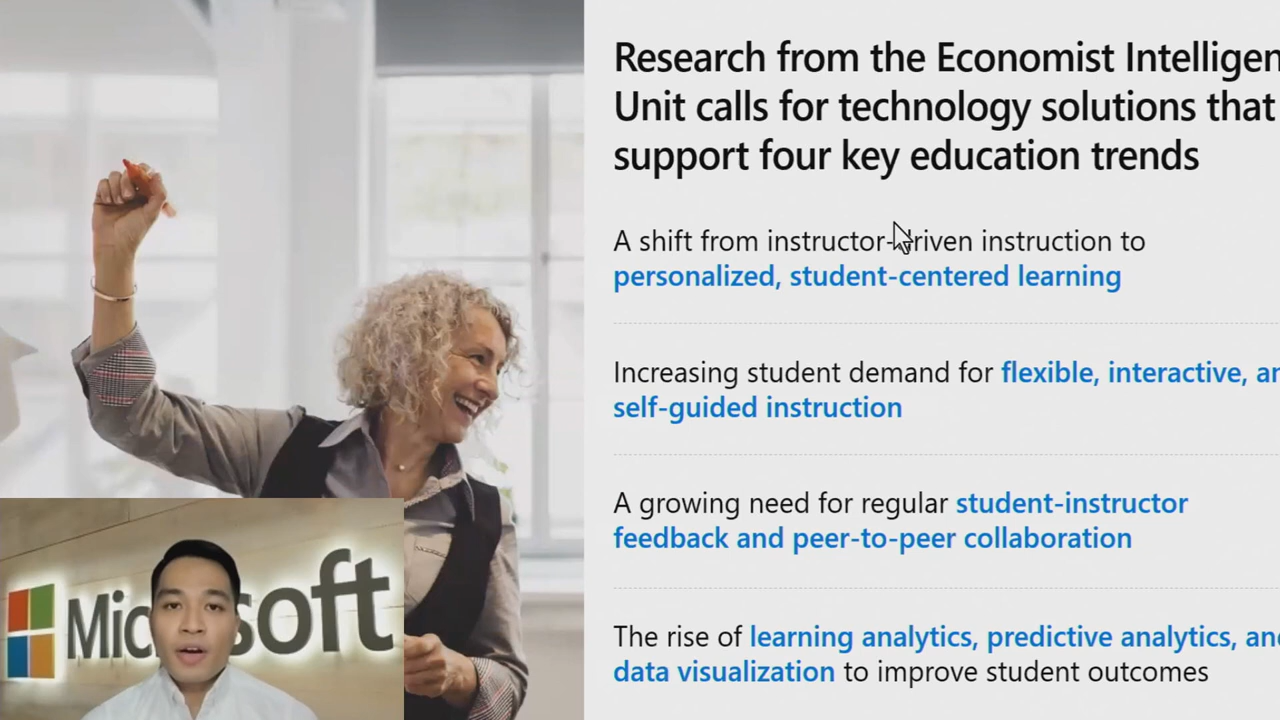 Research from the Economist Intelligen
Unit calls for technology solutions that
support four key education trends
A shift from instructor-driven instruction to
personalized, student-centered learning
Increasing student demand for flexible, interactive, an
self-guided instruction
A growing need for regular student-instructor
feedback and peer-to-peer collaboration
The rise of learning analytics, predictive analytics, and
data visualization to improve student outcomes
Microsoft